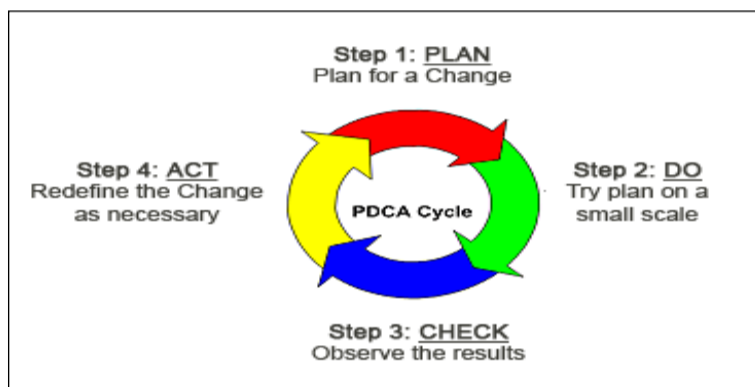 Step 1: PLAN
Plan for a Change
Step 4: ACT
Redefine the Change
as necessary
PDCA Cycle
Step 2: DO
Try plan on a
small scale
Step 3: CHECK
Observe the results